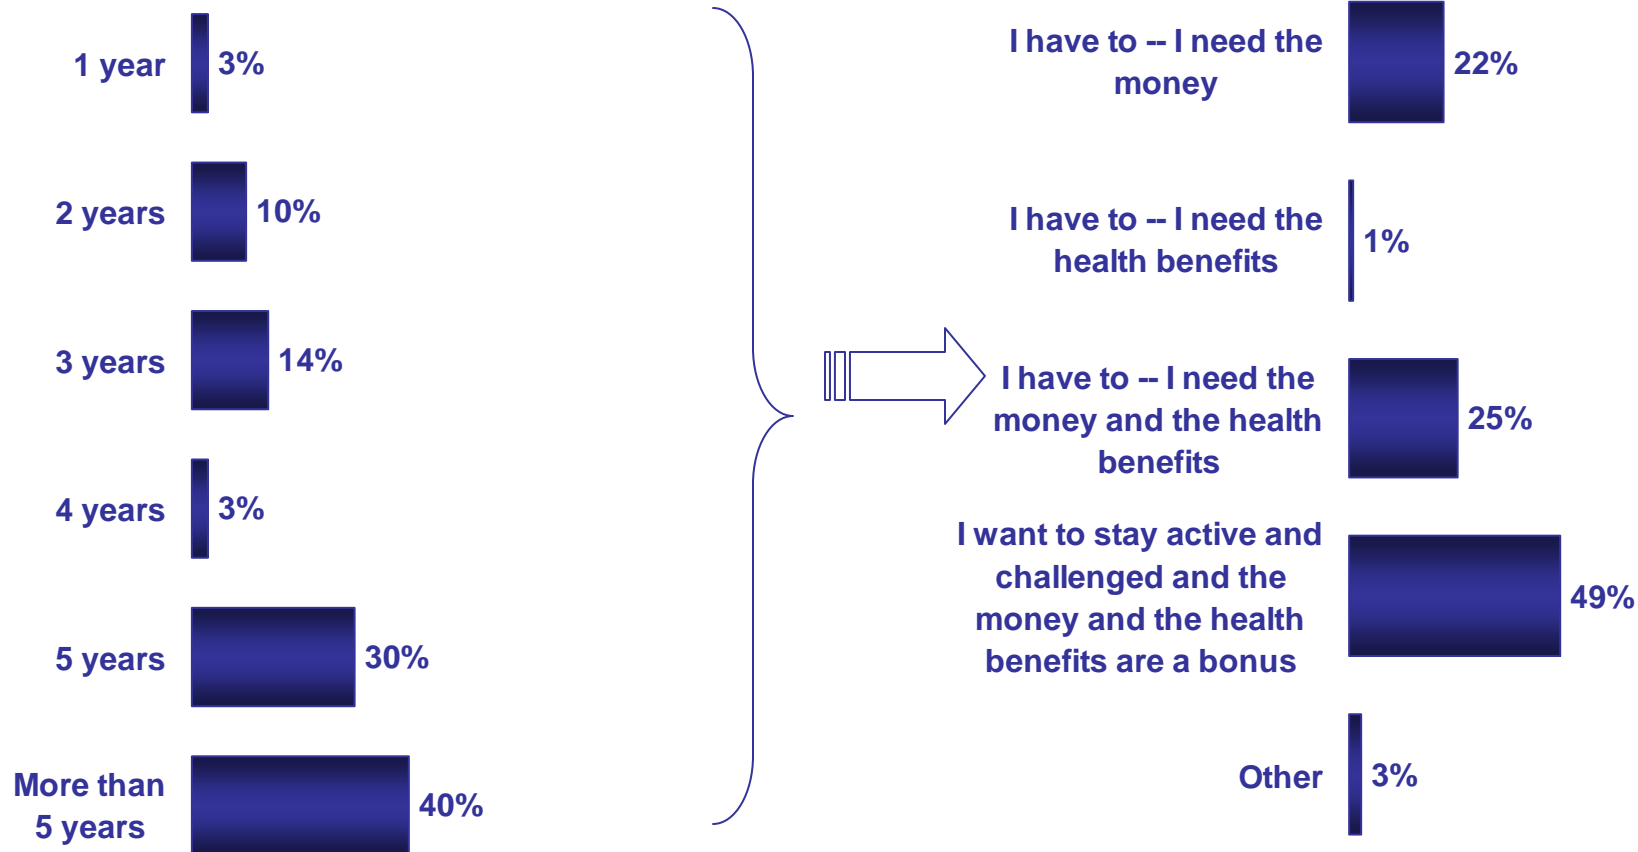 1 year
3%
2 years
10%
3 years
14%
4 years
3%
5 years
30%
More than
5 years
40%
I have to -- I need the
money
22%
I have to -- I need the
health benefits
1%
I have to -- I need the
money and the health
benefits
25%
I want to stay active and
challenged and the
money and the health
benefits are a bonus
49%
Other
3%